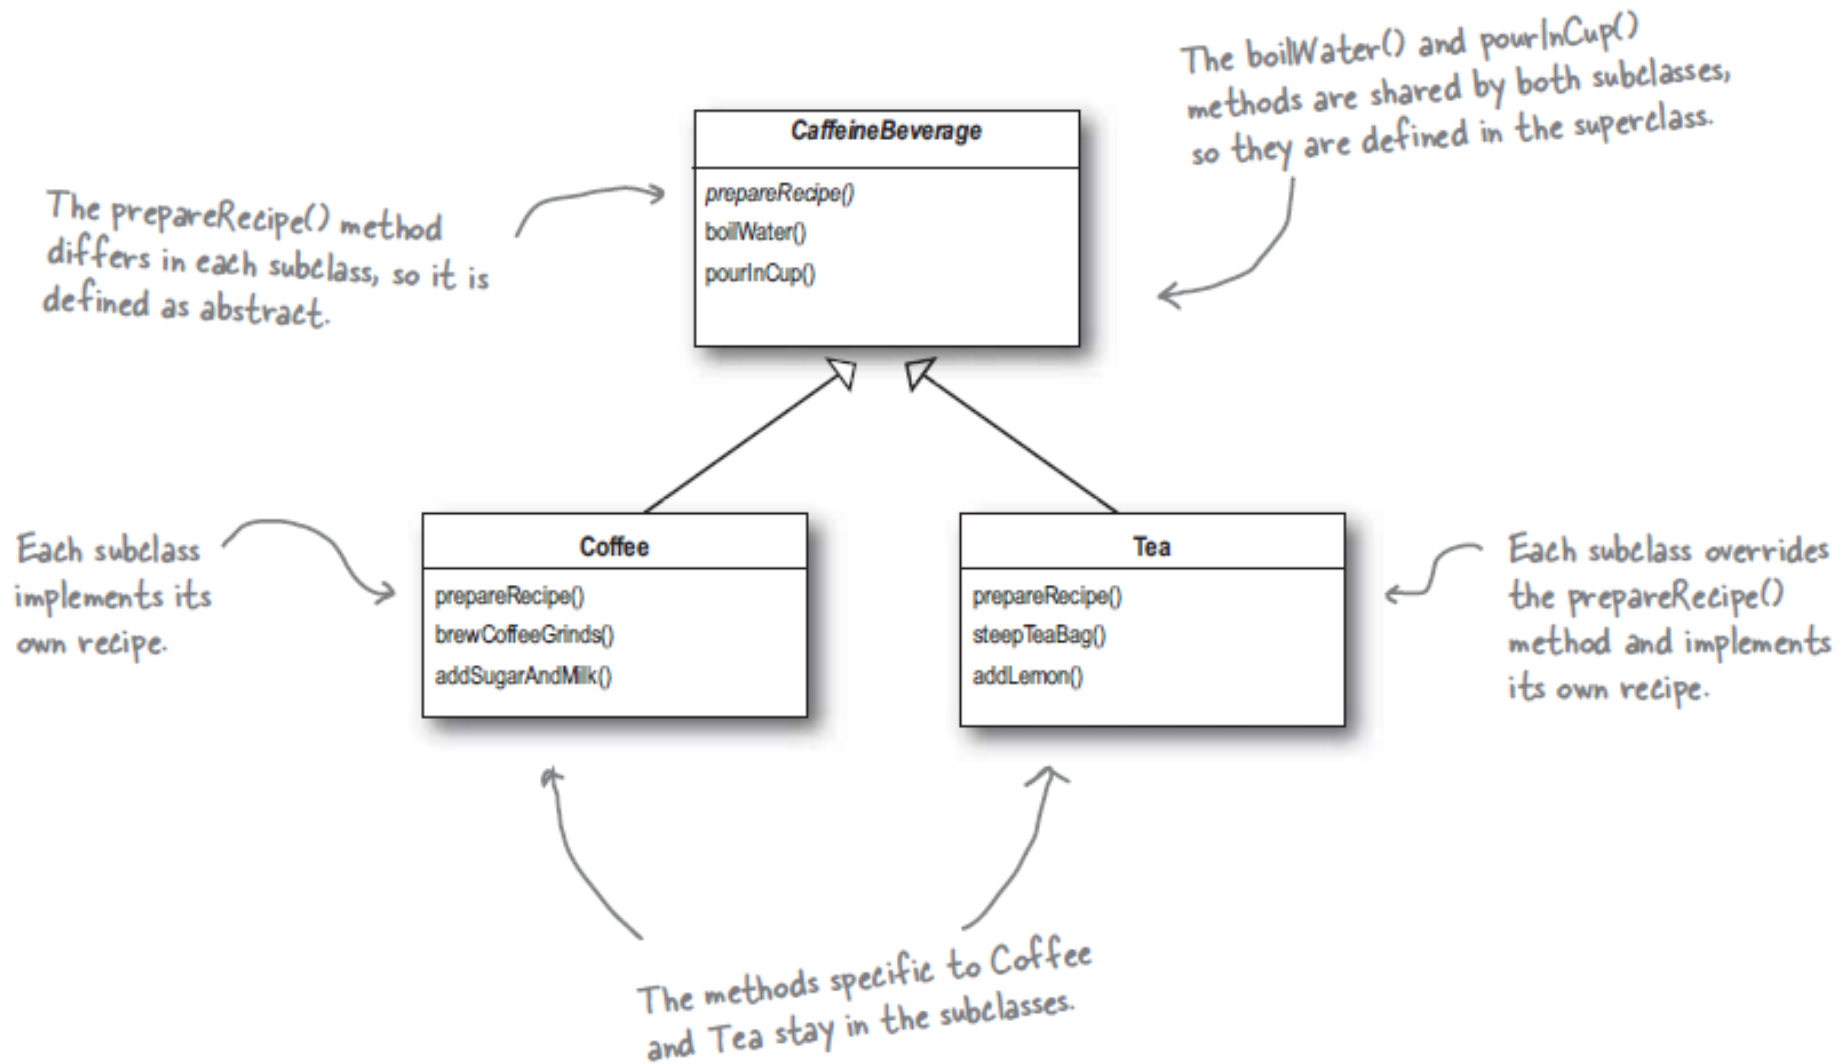 The boilWater() and pourInCup()
methods are shared by both subclasses,
so they are defined in the superclass.
CaffeineBeverage
prepareRecipe()
boilWater()
pourInCup()
The prepareRecipe() method
differs in each subclass, so it is
defined as abstract.
Each subclass
implements its
own recipe.
Coffee
prepareRecipe()
brewCoffeeGrinds()
addSugarAndMilk()
Tea
prepareRecipe()
steepTeaBag()
addLemon()
Each subclass overrides
the prepareRecipe()
method and implements
its own recipe.
The methods specific to Coffee
and Tea stay in the subclasses.